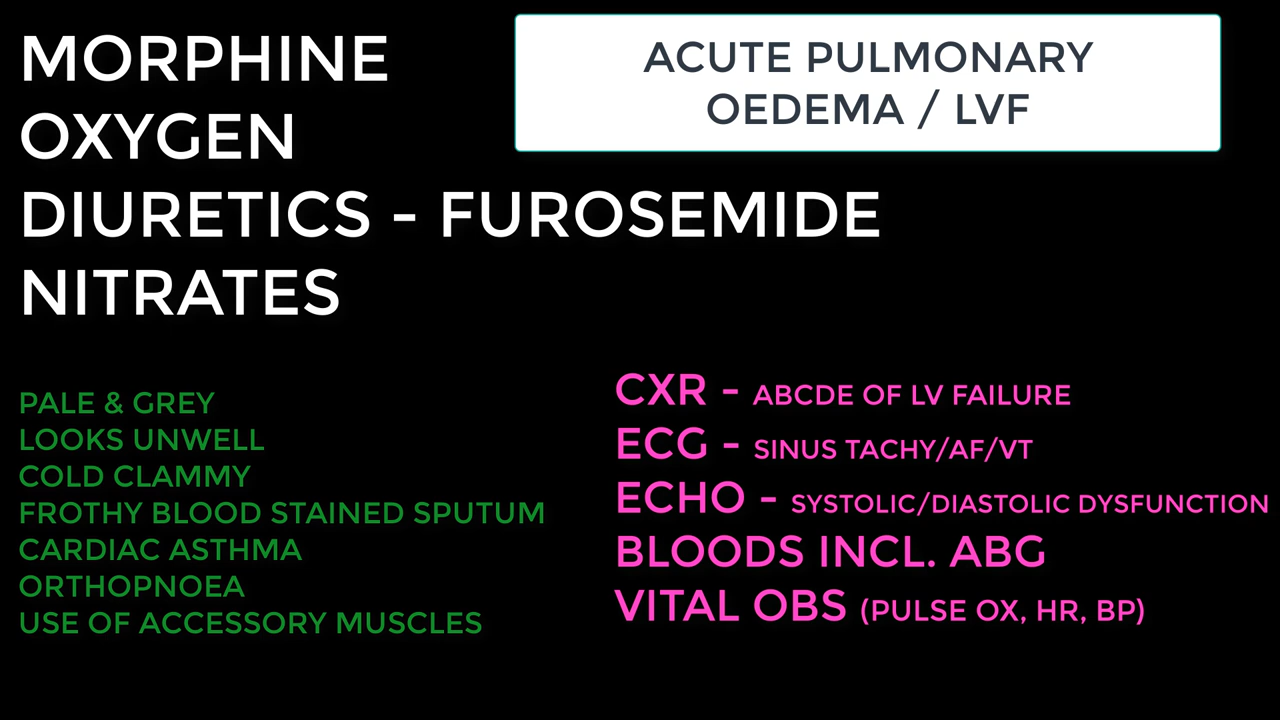 MORPHINE
OXYGEN
DIURETICS - FUROSEMIDE
NITRATES
ACUTE PULMONARY
OEDEMA / LVF
PALE & GREY
LOOKS UNWELL
COLD CLAMMY
FROTHY BLOOD STAINED SPUTUM
CARDIAC ASTHMA
ORTHOPNOEA
USE OF ACCESSORY MUSCLES
CXR - ABCDE OF LV FAILURE
ECG - SINUS TACHY/AF/VT
ECHO - SYSTOLIC/DIASTOLIC DYSFUNCTION
BLOODS INCL. ABG
VITAL OBS (PULSE OX, HR, BP)